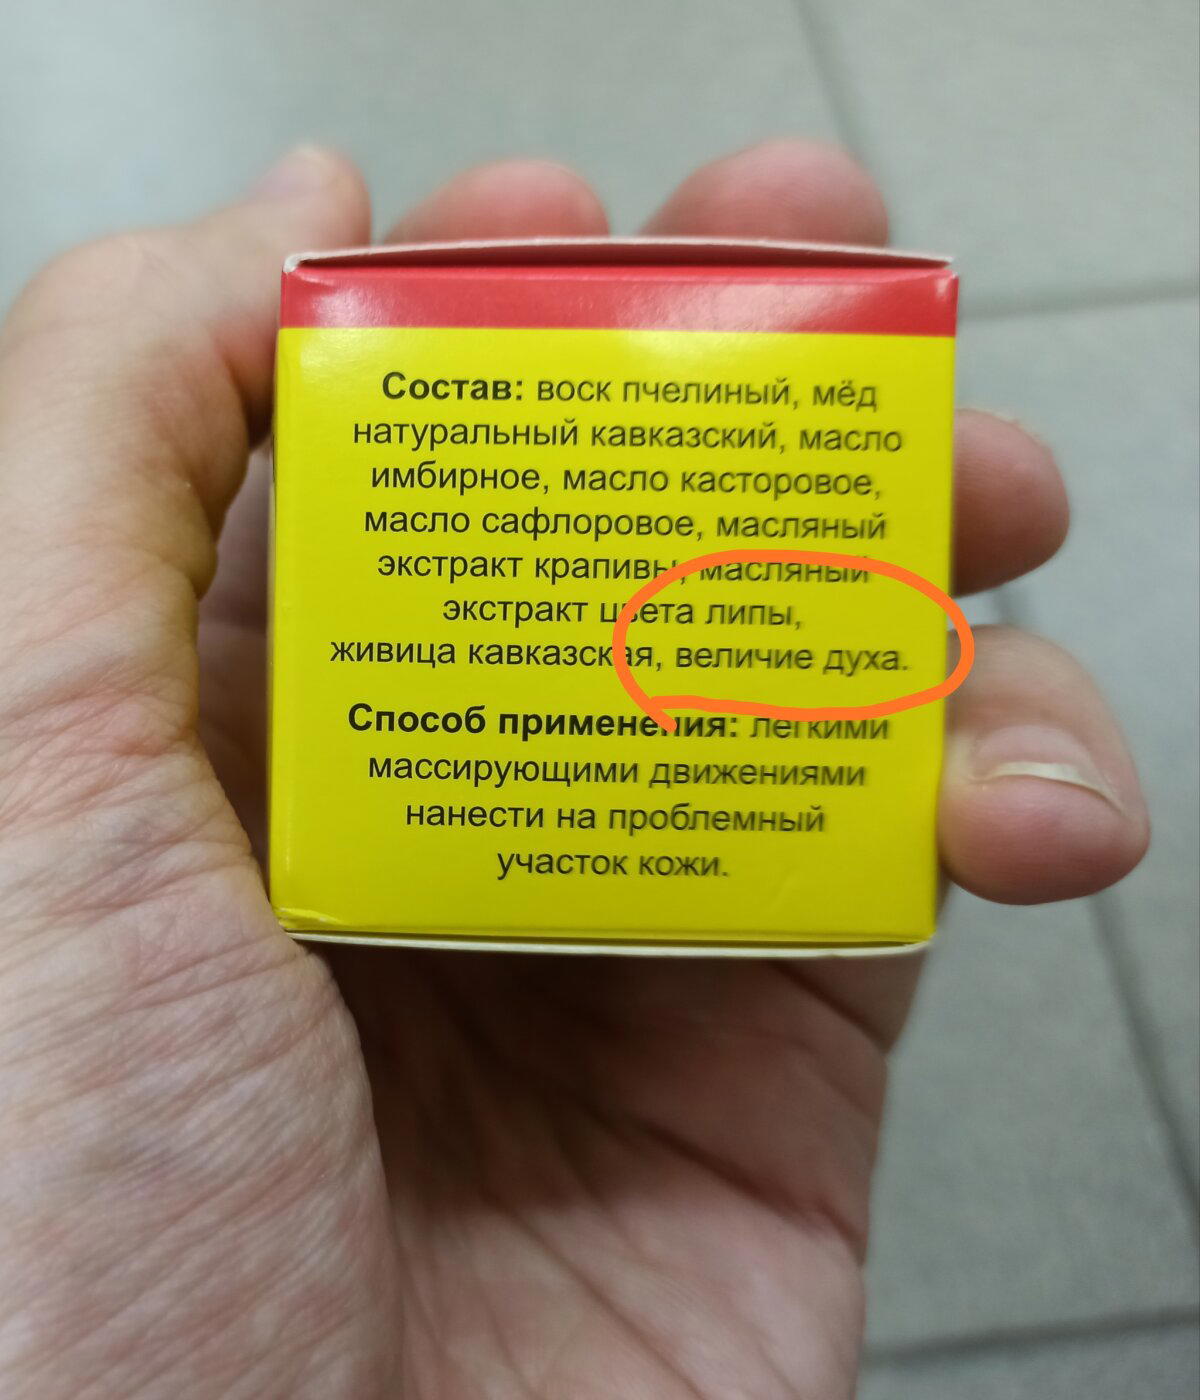 Состав: воск пчелиный, мёд
натуральный кавказский, масло
имбирное, масло касторовое,
масло сафлоровое, масляный
экстракт крапивы, масляный
экстракт цвета липы,
живица кавказская, величие духа.
Способ применения: легкими
массирующими движениями
нанести на проблемный
участок кожи.